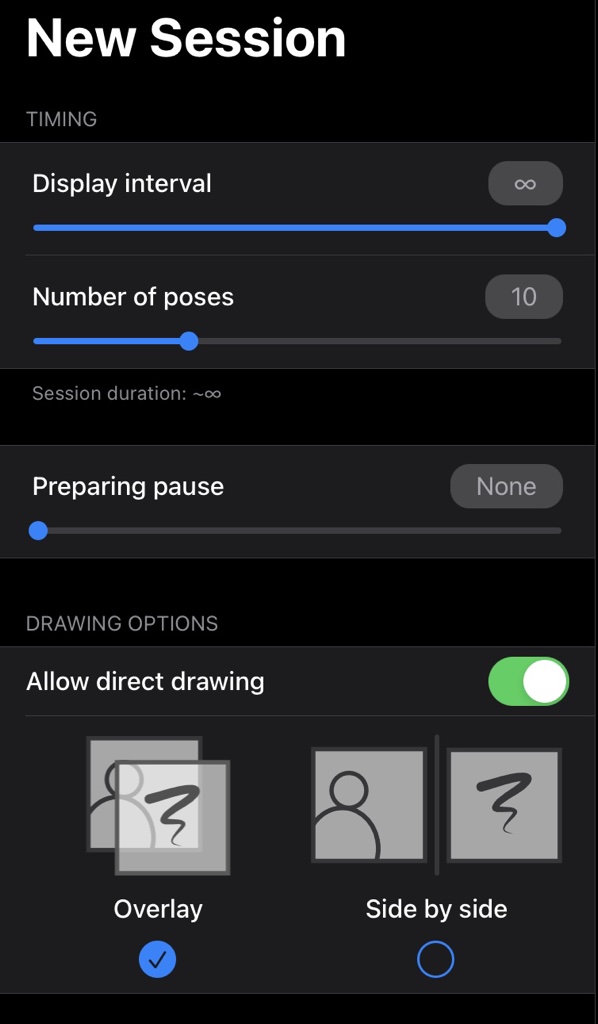 New Session
TIMING
Display interval ∞
Number of poses 10
Session duration: ~∞
Preparing pause None
DRAWING OPTIONS
Allow direct drawing
Overlay Side by side